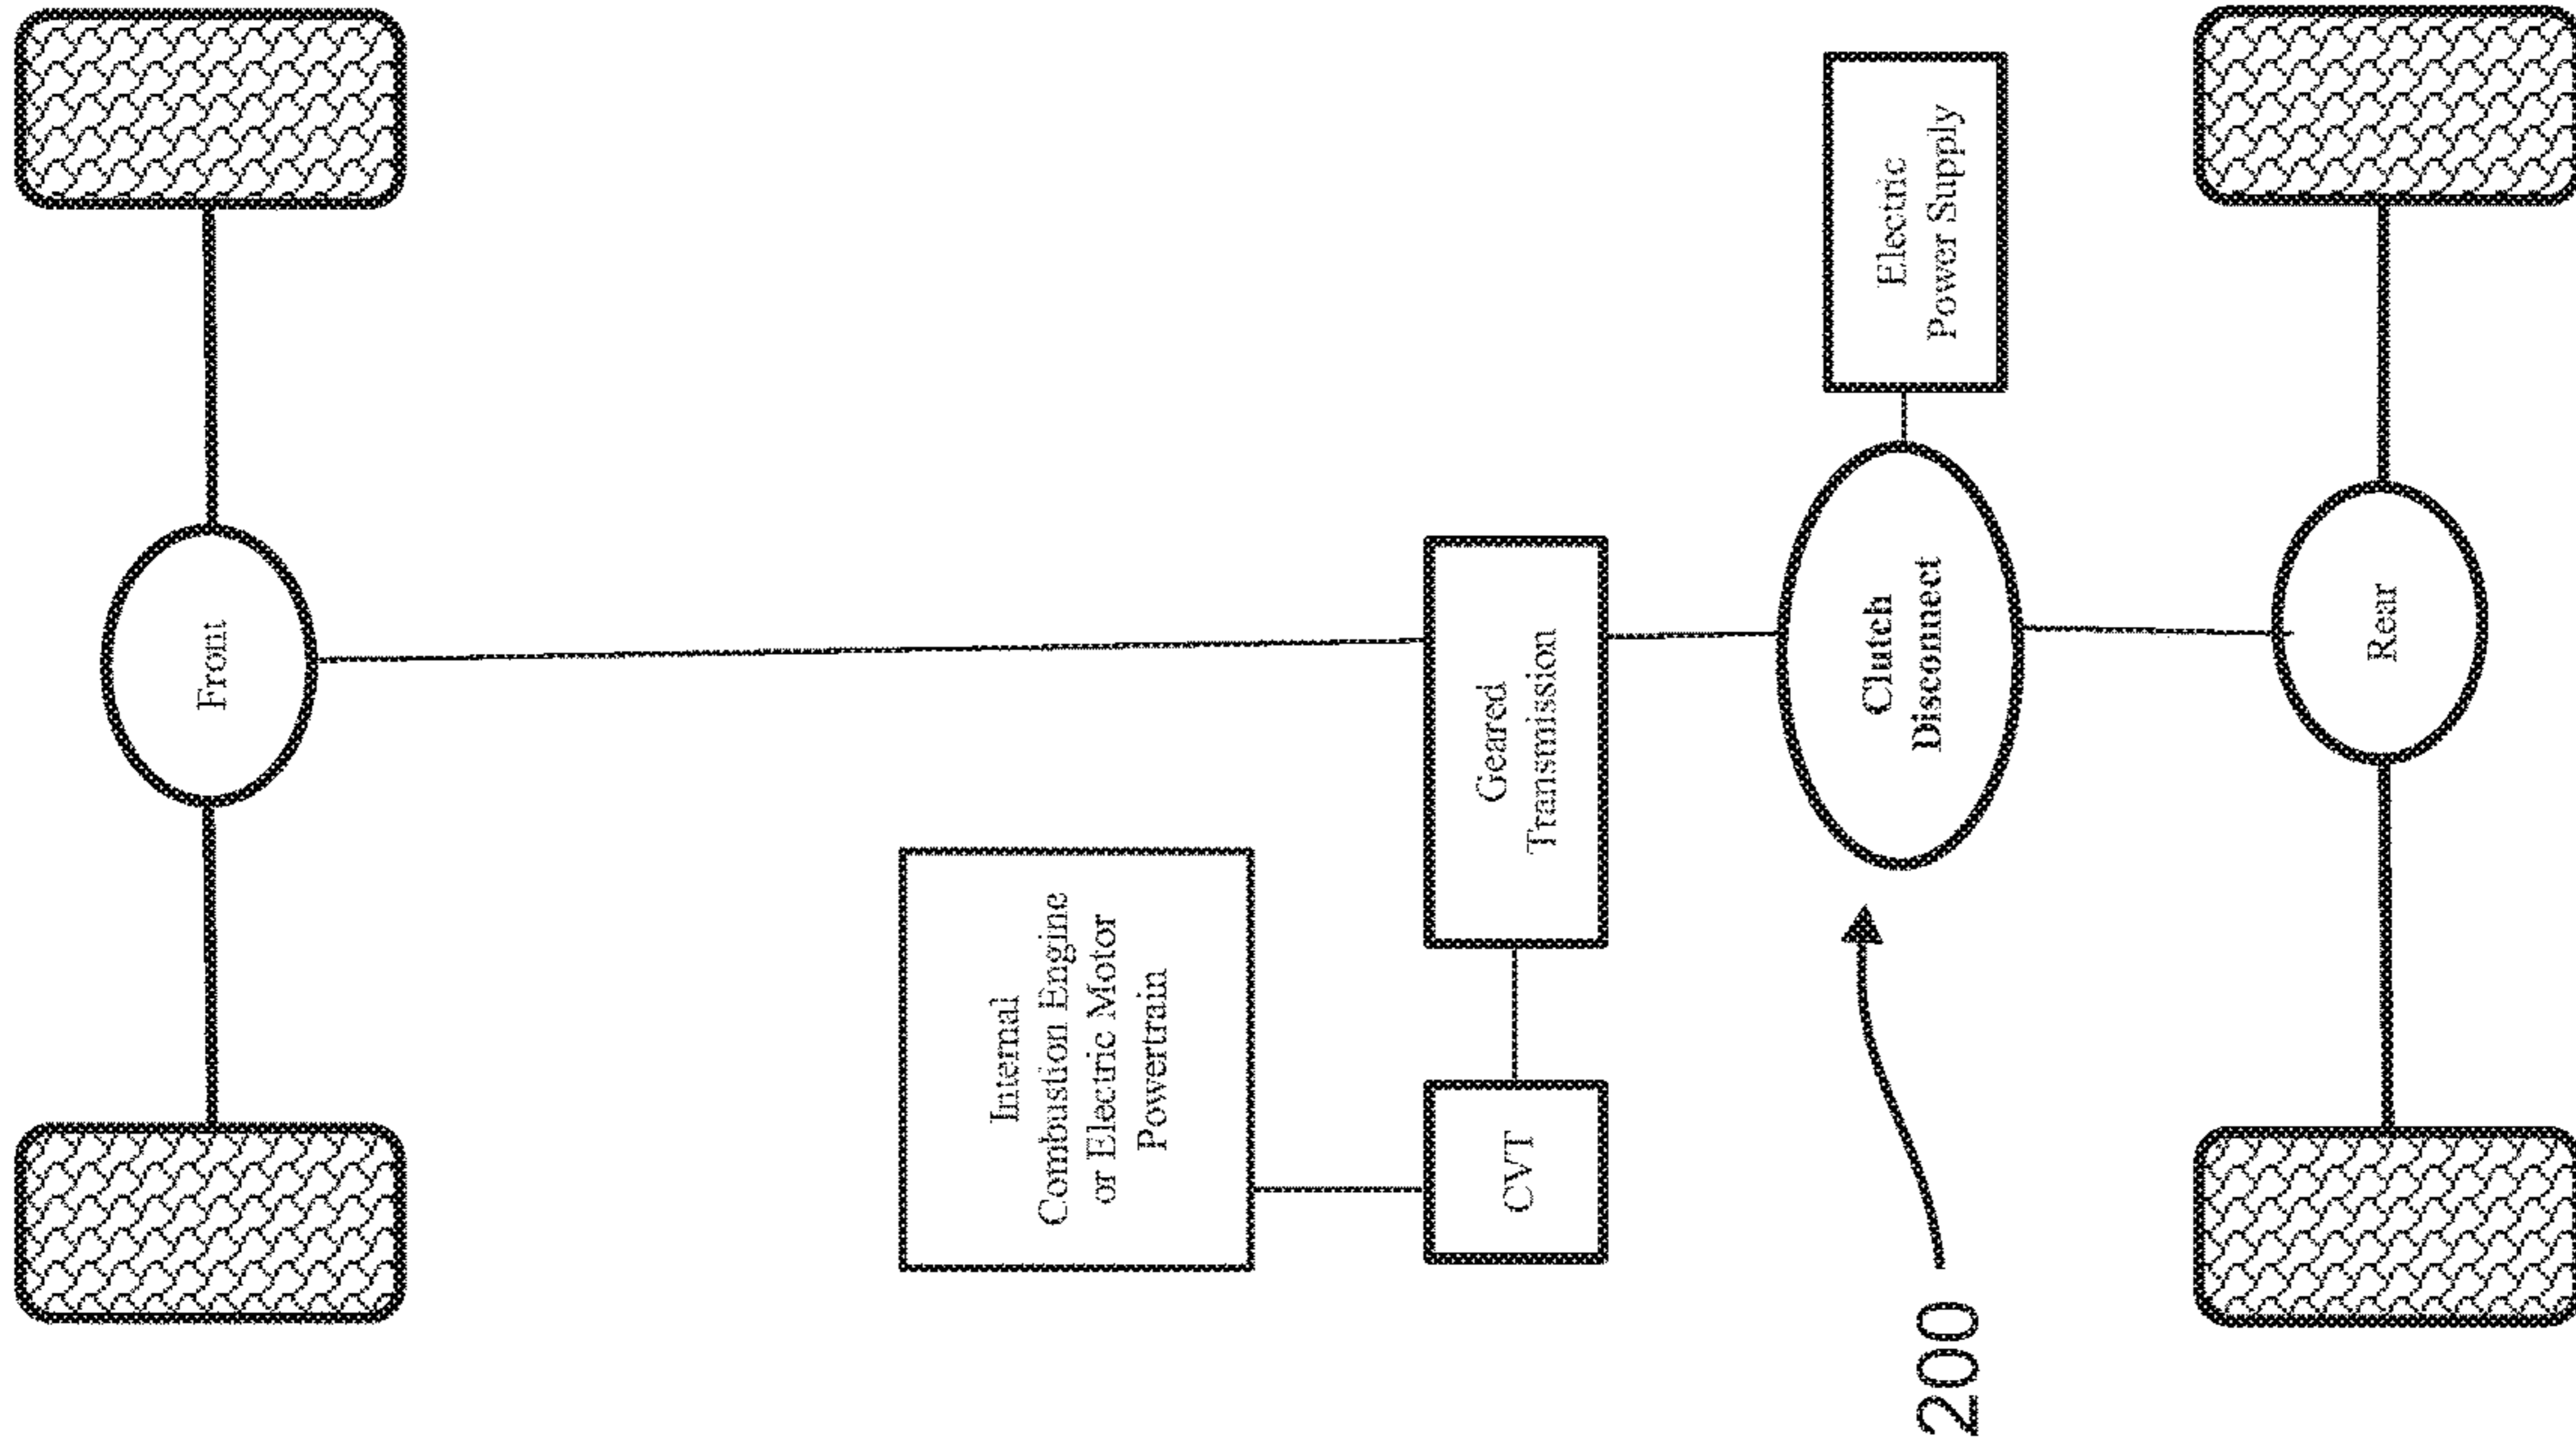 Front
Internal
Combustion Engine
or Electric Motor
Powertrain
CVT
Geared
Transmission
Clutch
Disconnect
Electric
Power Supply
Rear
200